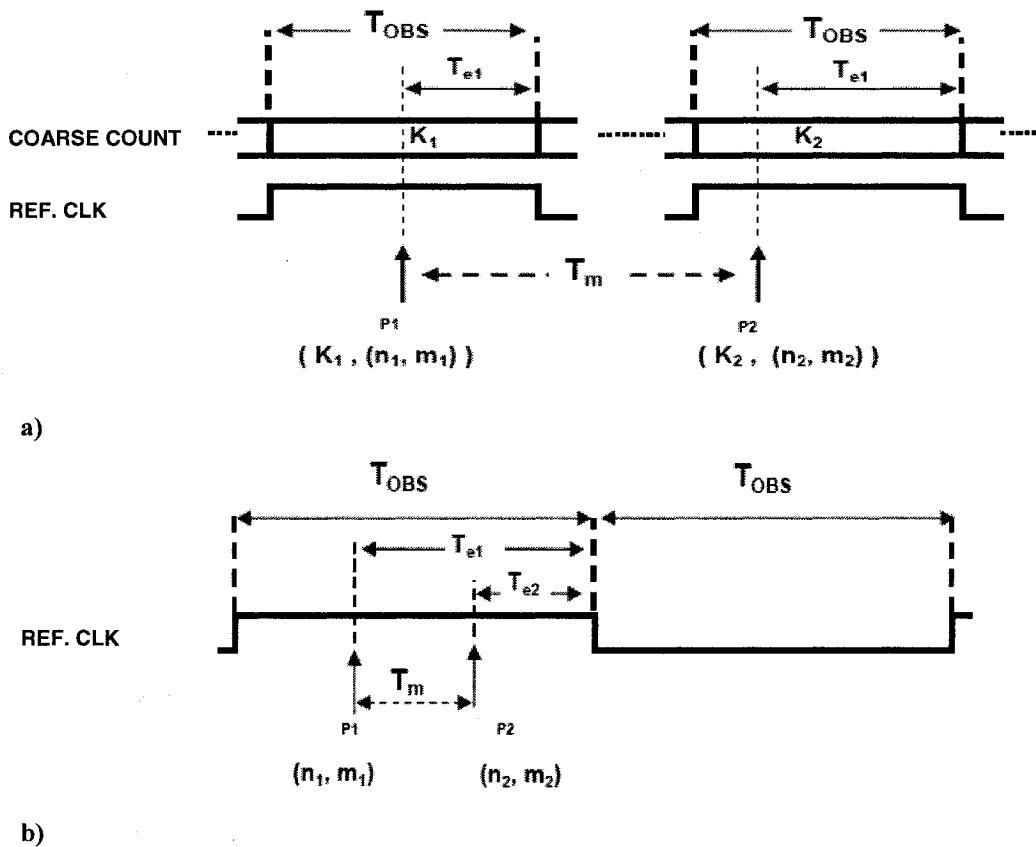 T_OBS T_OBS
T_e1 T_e1
COARSE COUNT K_1 K_2
REF. CLK
T_m
P1 P2
( K_1 , (n_1, m_1) ) ( K_2 , (n_2, m_2) )
a)
T_OBS T_OBS
T_e1
T_e2
REF. CLK
T_m
P1 P2
(n_1, m_1) (n_2, m_2)
b)